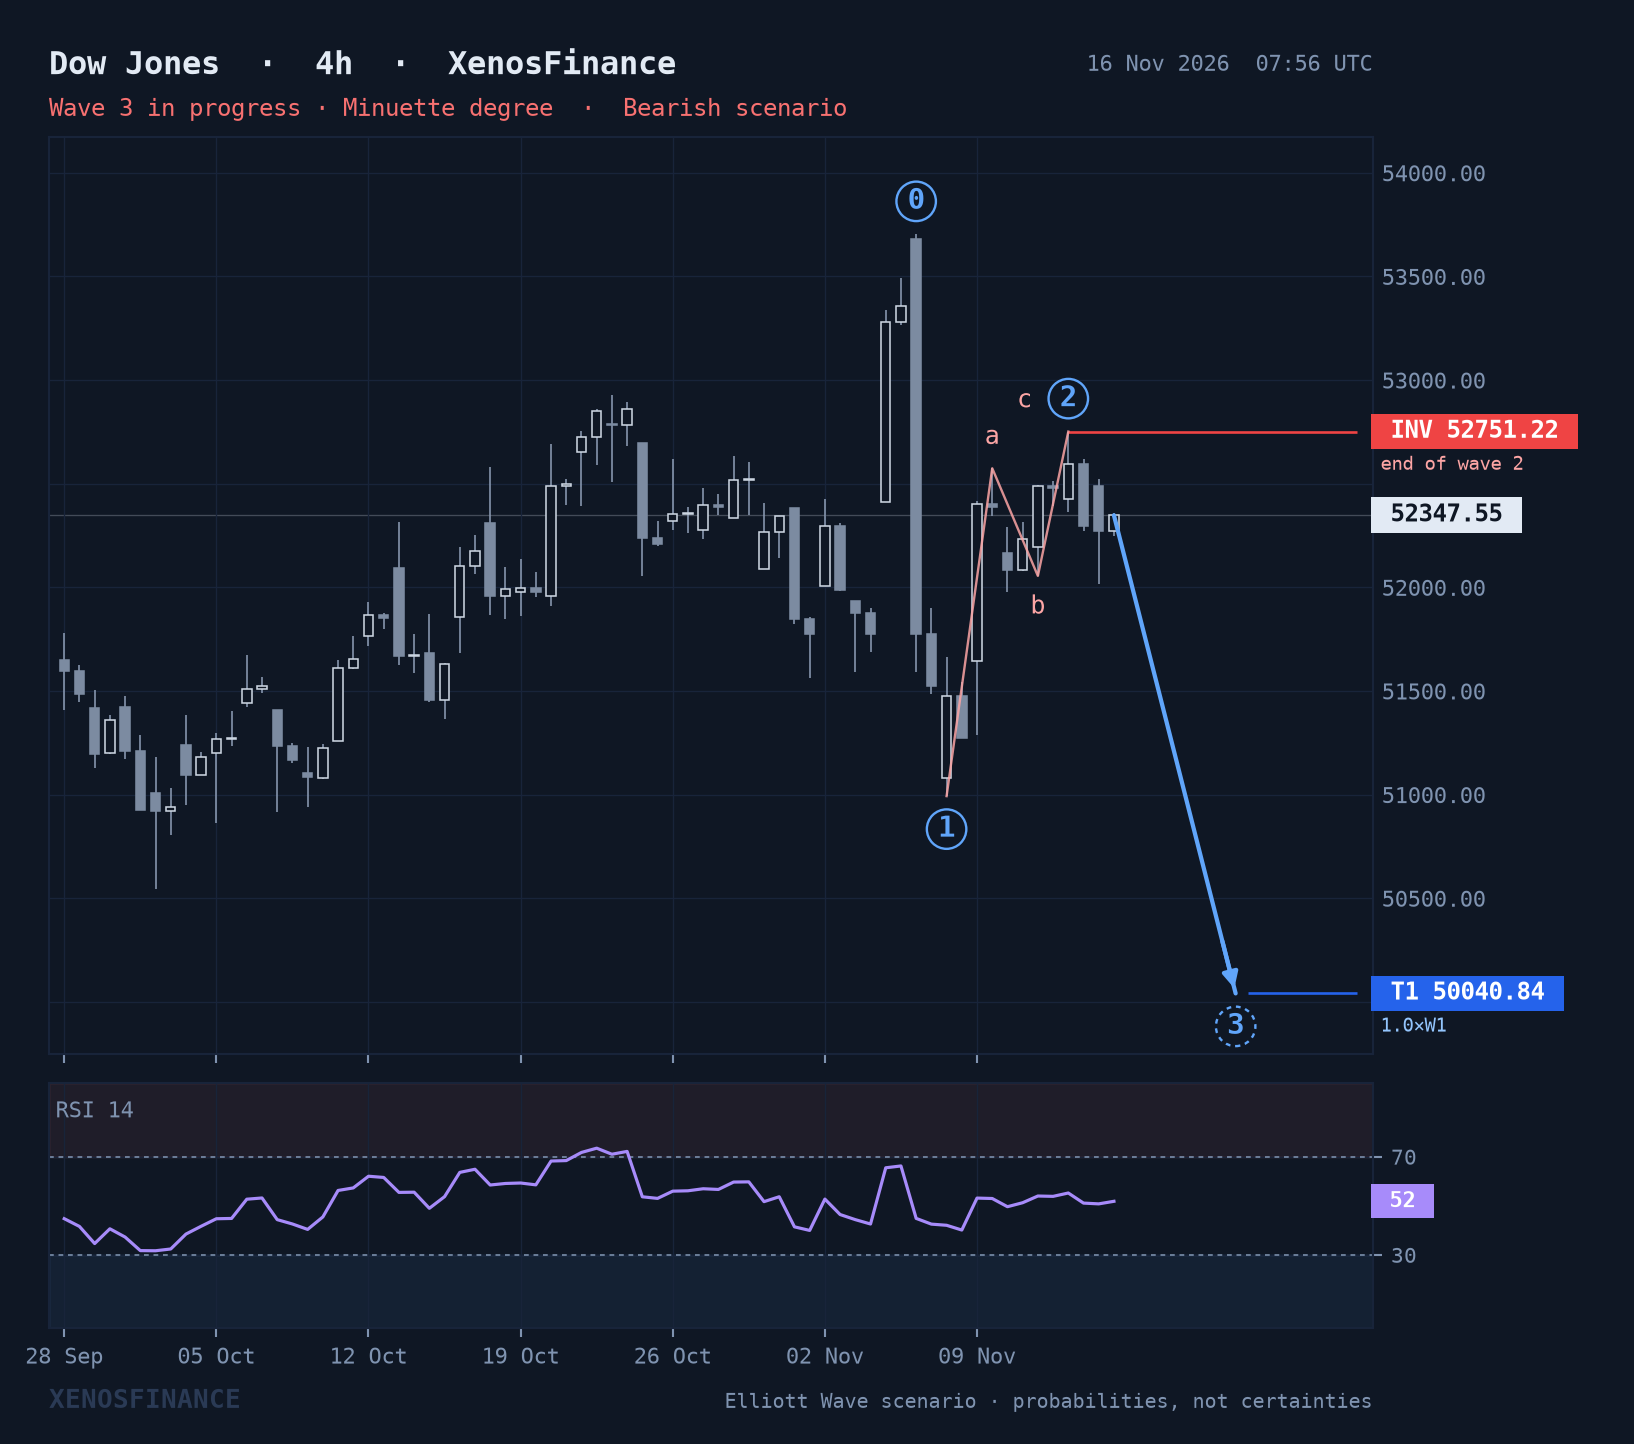 Dow Jones · 4h · XenosFinance
16 Nov 2026 07:56 UTC
Wave 3 in progress · Minuette degree · Bearish scenario
54000.00
0
53500.00
53000.00
c
2
a
INV 52751.22
end of wave 2
52347.55
52000.00
b
51500.00
51000.00
1
50500.00
T1 50040.84
3
1.0×W1
RSI 14
70
52
30
28 Sep
05 Oct
12 Oct
19 Oct
26 Oct
02 Nov
09 Nov
XENOSFINANCE
Elliott Wave scenario · probabilities, not certainties